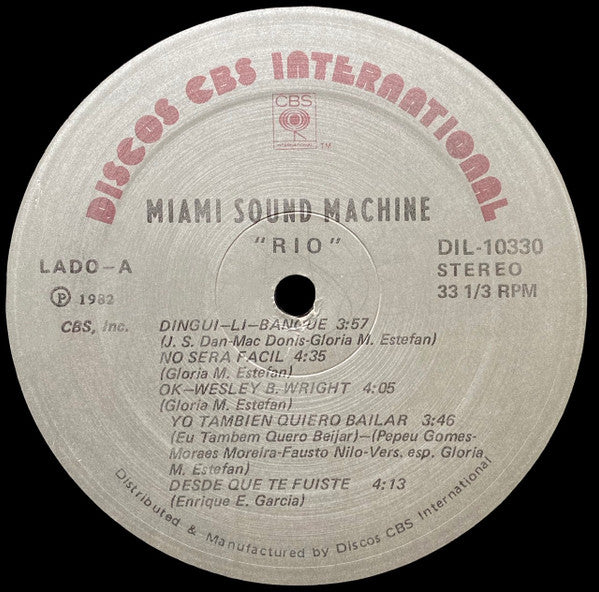 DISCOS CBS INTERNATIONAL
CBS
INTERNATIONAL
TM
MIAMI SOUND MACHINE
"RIO"
DIL-10330
LADO-A
STEREO
Ⓟ 1982
33 1/3 RPM
CBS, Inc.
DINGUI-LI-BANGUE 3:57
(J. S. Dan-Mac Donis-Gloria M. Estefan)
NO SERA FACIL 4:35
(Gloria M. Estefan)
OK-WESLEY B. WRIGHT 4:05
(Gloria M. Estefan)
YO TAMBIEN QUIERO BAILAR 3:46
(Eu Tambem Quero Beijar)-(Pepeu Gomes-
Moraes Moreira-Fausto Nilo-Vers. esp. Gloria
M. Estefan)
DESDE QUE TE FUISTE 4:13
(Enrique E. Garcia)
Distributed & Manufactured by Discos CBS International